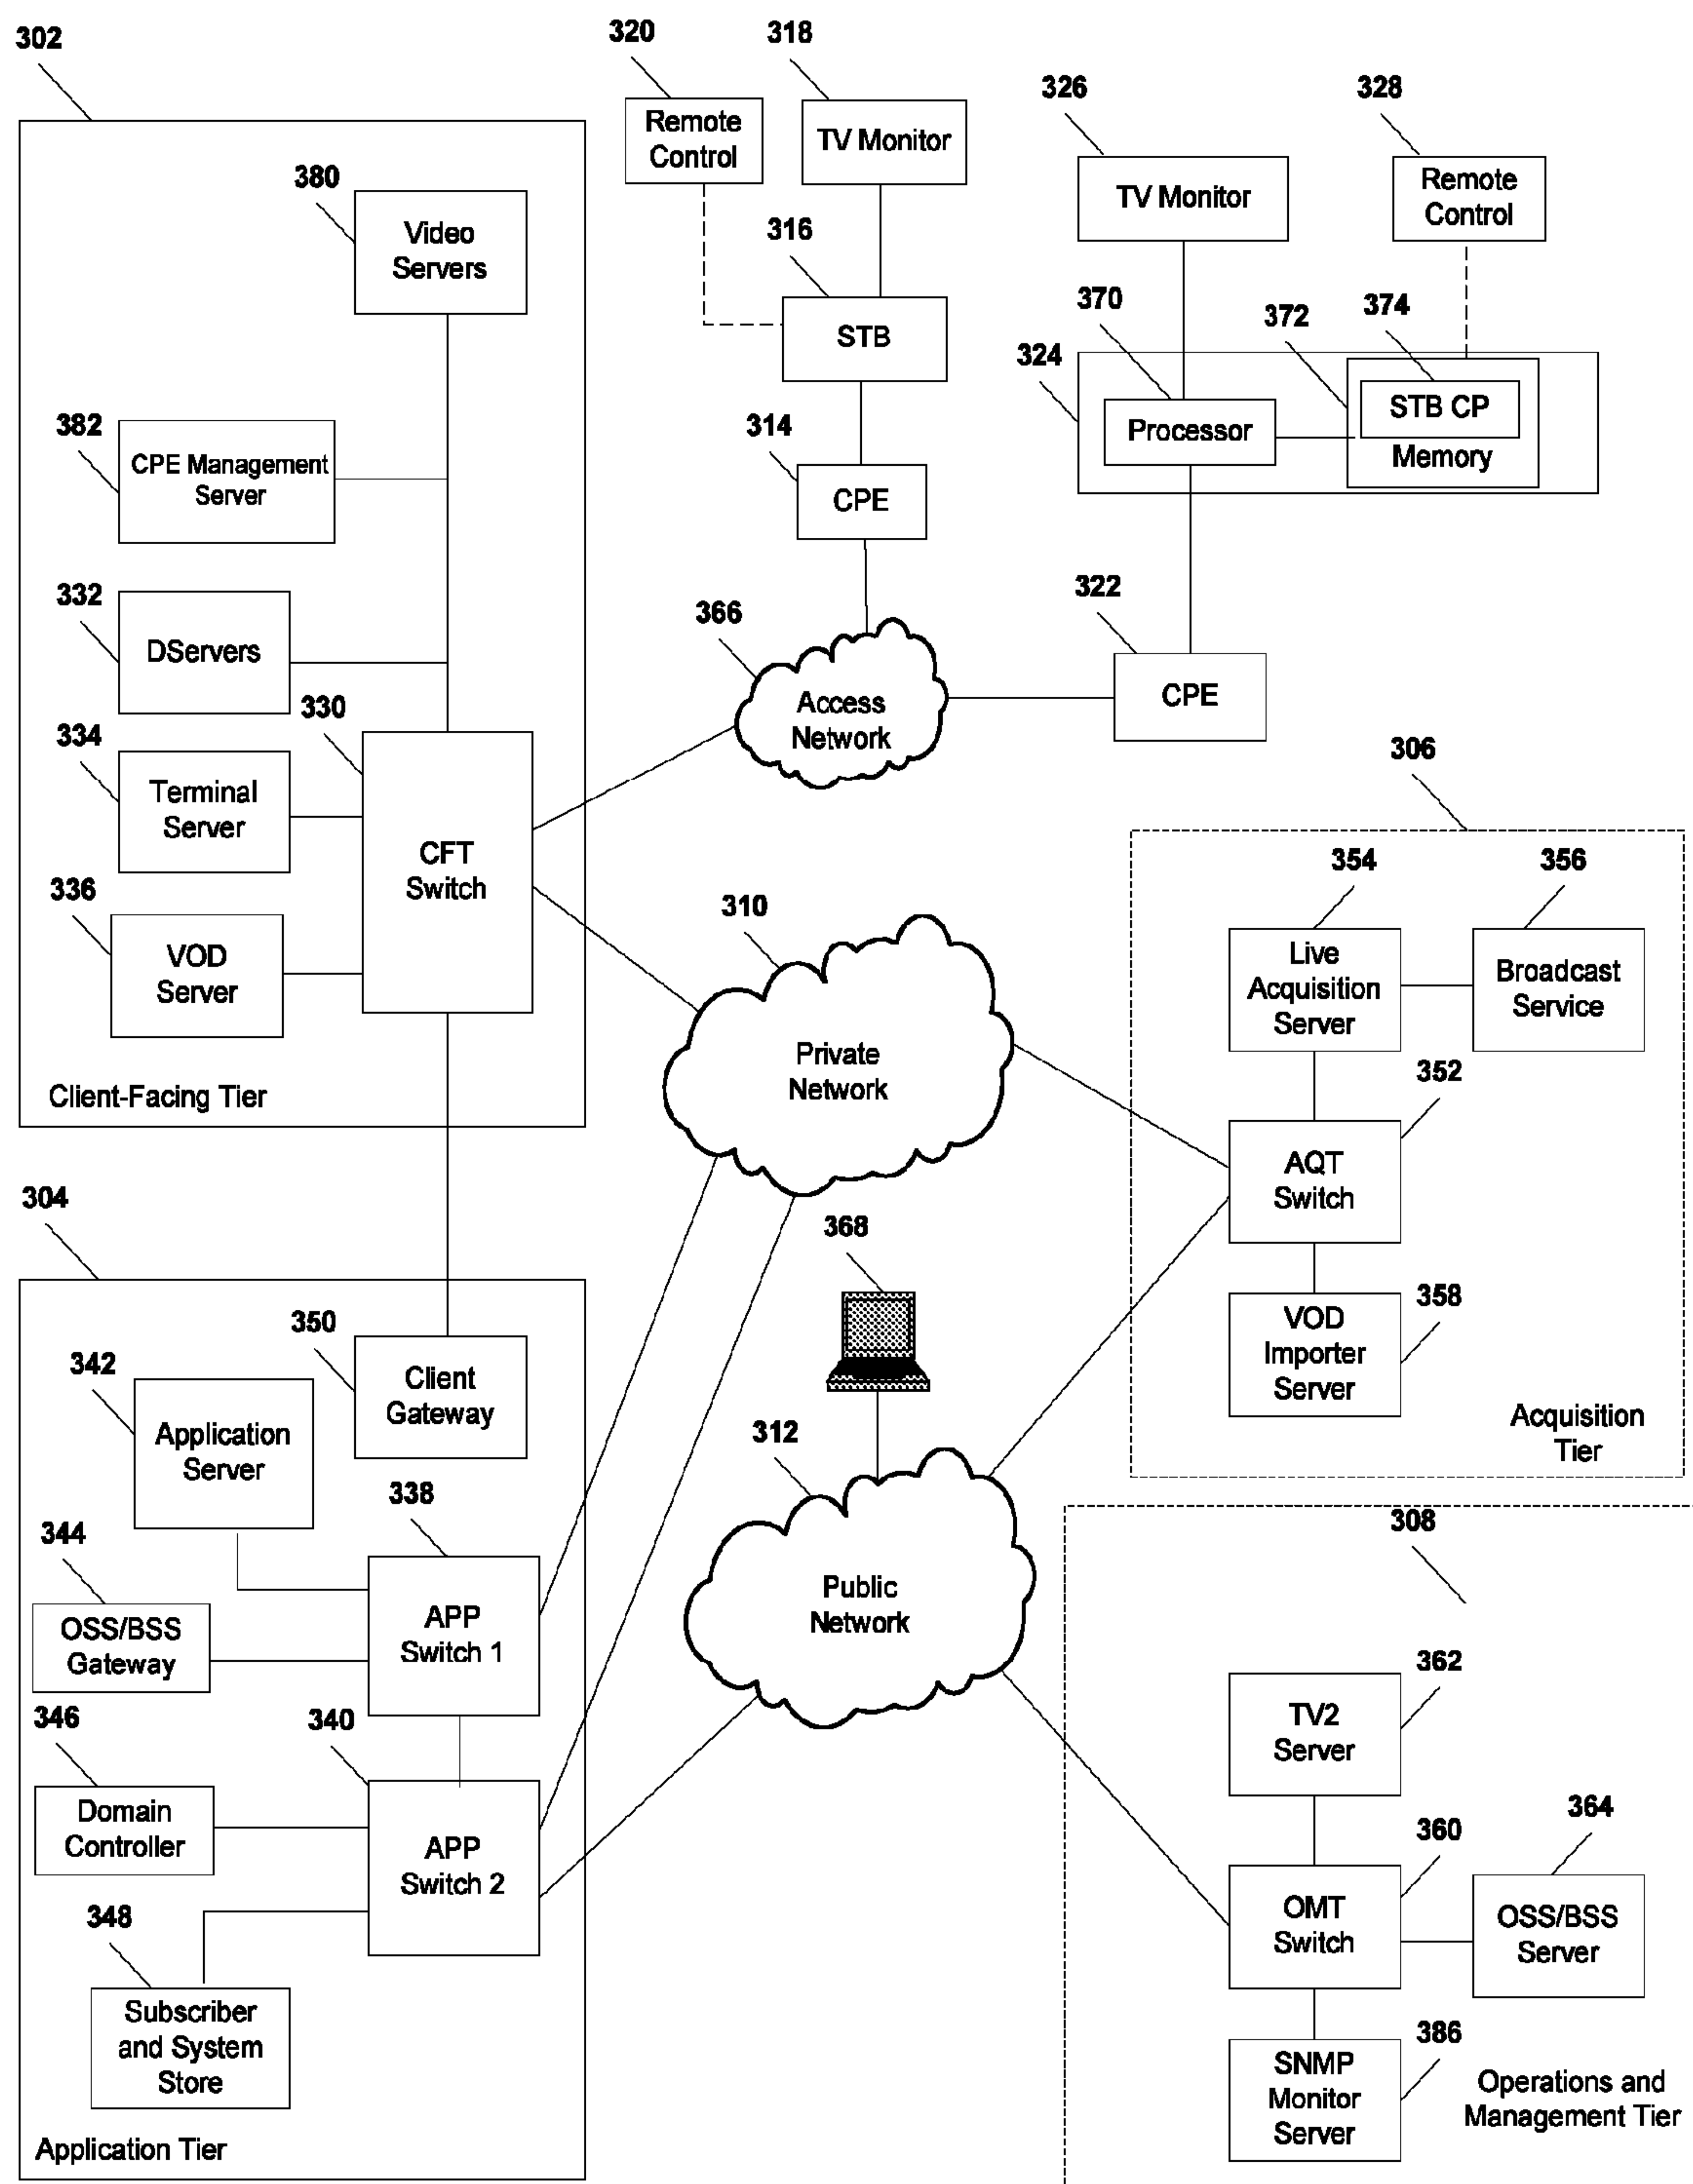 302
320
318
326
328
Remote
Control
TV Monitor
TV Monitor
Remote
Control
380
Video
Servers
316
STB
370
372
374
324
STB CP
Processor
Memory
382
CPE Management
Server
314
CPE
332
DServers
366
Access
Network
322
CPE
330
334
Terminal
Server
CFT
Switch
336
VOD
Server
Client-Facing Tier
306
310
Private
Network
354
356
Live
Acquisition
Server
Broadcast
Service
352
AQT
Switch
358
VOD
Importer
Server
Acquisition
Tier
304
368
350
Client
Gateway
342
Application
Server
312
Public
Network
338
344
OSS/BSS
Gateway
APP
Switch 1
346
340
Domain
Controller
APP
Switch 2
348
Subscriber
and System
Store
Application Tier
308
362
TV2
Server
360
364
OMT
Switch
OSS/BSS
Server
386
SNMP
Monitor
Server
Operations and
Management Tier